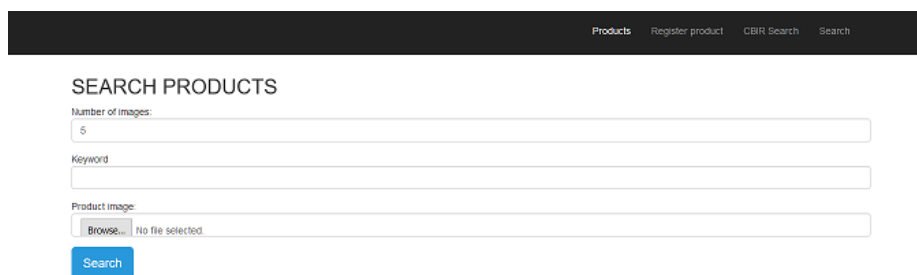 Products Register product CBIR Search Search
SEARCH PRODUCTS
Number of images:
5
Keyword
Product image:
Browse... No file selected.
Search